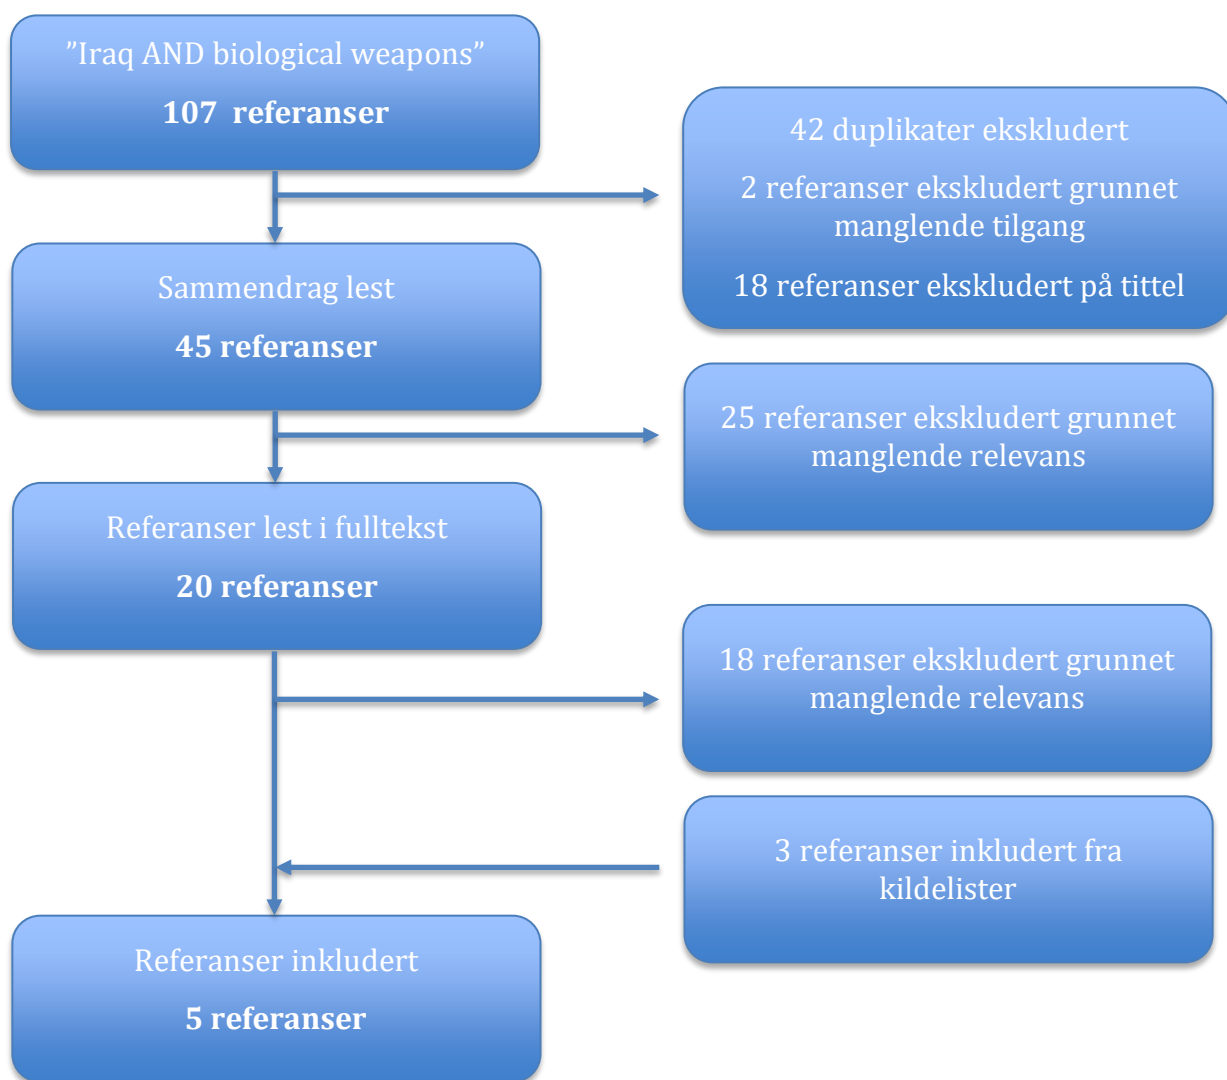 ”Iraq AND biological weapons”
107 referanser
42 duplikater ekskludert
2 referanser ekskludert grunnet
manglende tilgang
18 referanser ekskludert på tittel
Sammendrag lest
45 referanser
25 referanser ekskludert grunnet
manglende relevans
Referanser lest i fulltekst
20 referanser
18 referanser ekskludert grunnet
manglende relevans
3 referanser inkludert fra
kildelister
Referanser inkludert
5 referanser